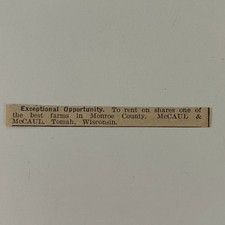 Exceptional Opportunity. To rent on shares one of
the best farms in Monroe County. McCAUL &
McCAUL, Tomah, Wisconsin.